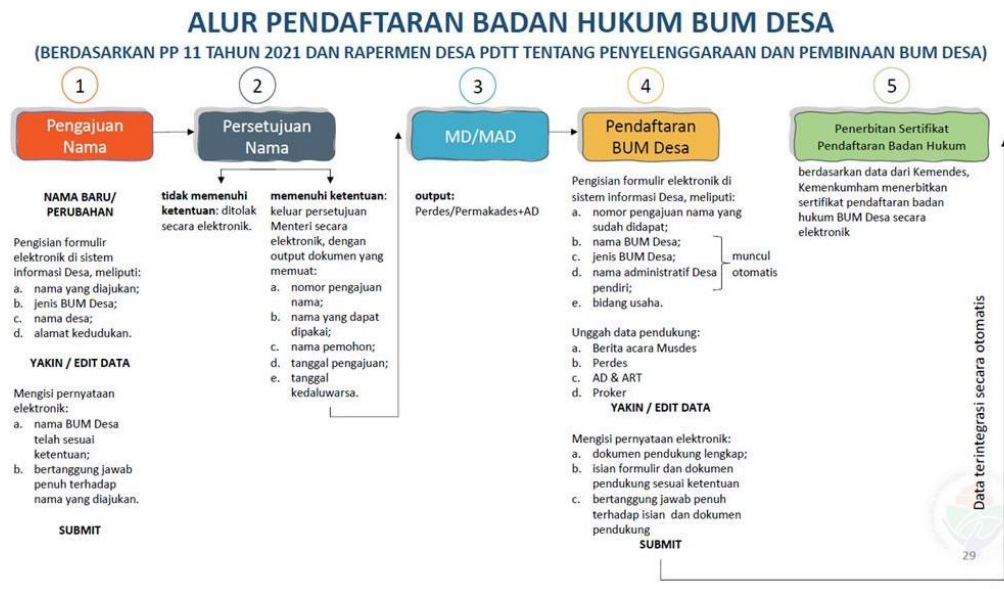 ALUR PENDAFTARAN BADAN HUKUM BUM DESA
(BERDASARKAN PP 11 TAHUN 2021 DAN RAPERMEN DESA PDTT TENTANG PENYELENGGARAAN DAN PEMBINAAN BUM DESA)
1
Pengajuan
Nama
NAMA BARU/
PERUBAHAN
Pengisian formulir
elektronik di sistem
informasi Desa, meliputi:
a. nama yang diajukan;
b. jenis BUM Desa;
c. nama desa;
d. alamat kedudukan.
YAKIN / EDIT DATA
Mengisi pernyataan
elektronik:
a. nama BUM Desa
telah sesuai
ketentuan;
b. bertanggung jawab
penuh terhadap
nama yang diajukan.
SUBMIT
2
Persetujuan
Nama
tidak memenuhi
ketentuan: ditolak
secara elektronik.
memenuhi ketentuan:
keluar persetujuan
Menteri secara
elektronik, dengan
output dokumen yang
memuat:
a. nomor pengajuan
nama;
b. nama yang dapat
dipakai;
c. nama pemohon;
d. tanggal pengajuan;
e. tanggal
kedaluwarsa.
3
MD/MAD
output:
Perdes/Permakades+AD
4
Pendaftaran
BUM Desa
Pengisian formulir elektronik di
sistem informasi Desa, meliputi:
a. nomor pengajuan nama yang
sudah didapat;
b. nama BUM Desa;
c. jenis BUM Desa;
d. nama administratif Desa
pendiri;
e. bidang usaha.
muncul
otomatis
Unggah data pendukung:
a. Berita acara Musdes
b. Perdes
c. AD & ART
d. Proker
YAKIN / EDIT DATA
Mengisi pernyataan elektronik:
a. dokumen pendukung lengkap;
b. isian formulir dan dokumen
pendukung sesuai ketentuan
c. bertanggung jawab penuh
terhadap isian dan dokumen
pendukung
SUBMIT
5
Penerbitan Sertifikat
Pendaftaran Badan Hukum
berdasarkan data dari Kemendes,
Kemenkumham menerbitkan
sertifikat pendaftaran badan
hukum BUM Desa secara
elektronik
Data terintegrasi secara otomatis
29